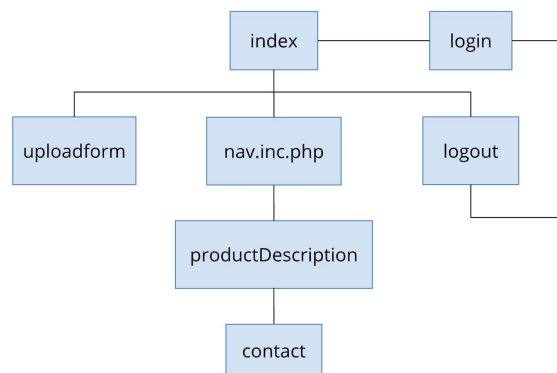 index
login
uploadform
nav.inc.php
logout
productDescription
contact